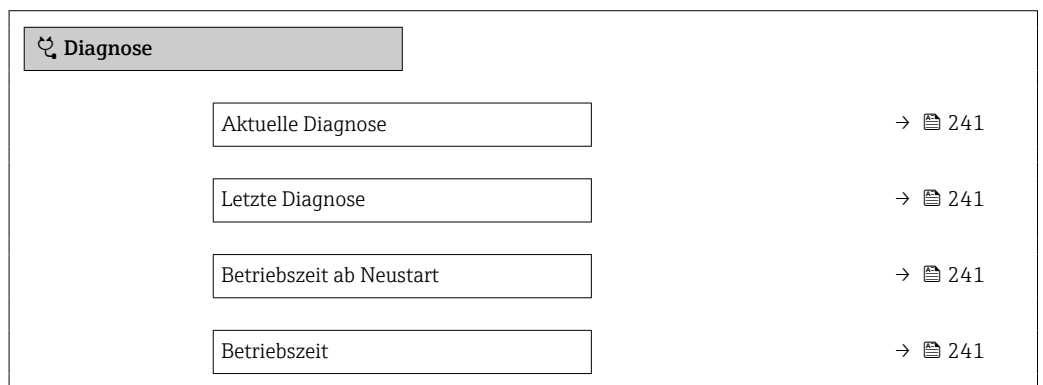 Diagnose
Aktuelle Diagnose → 241
Letzte Diagnose → 241
Betriebszeit ab Neustart → 241
Betriebszeit → 241